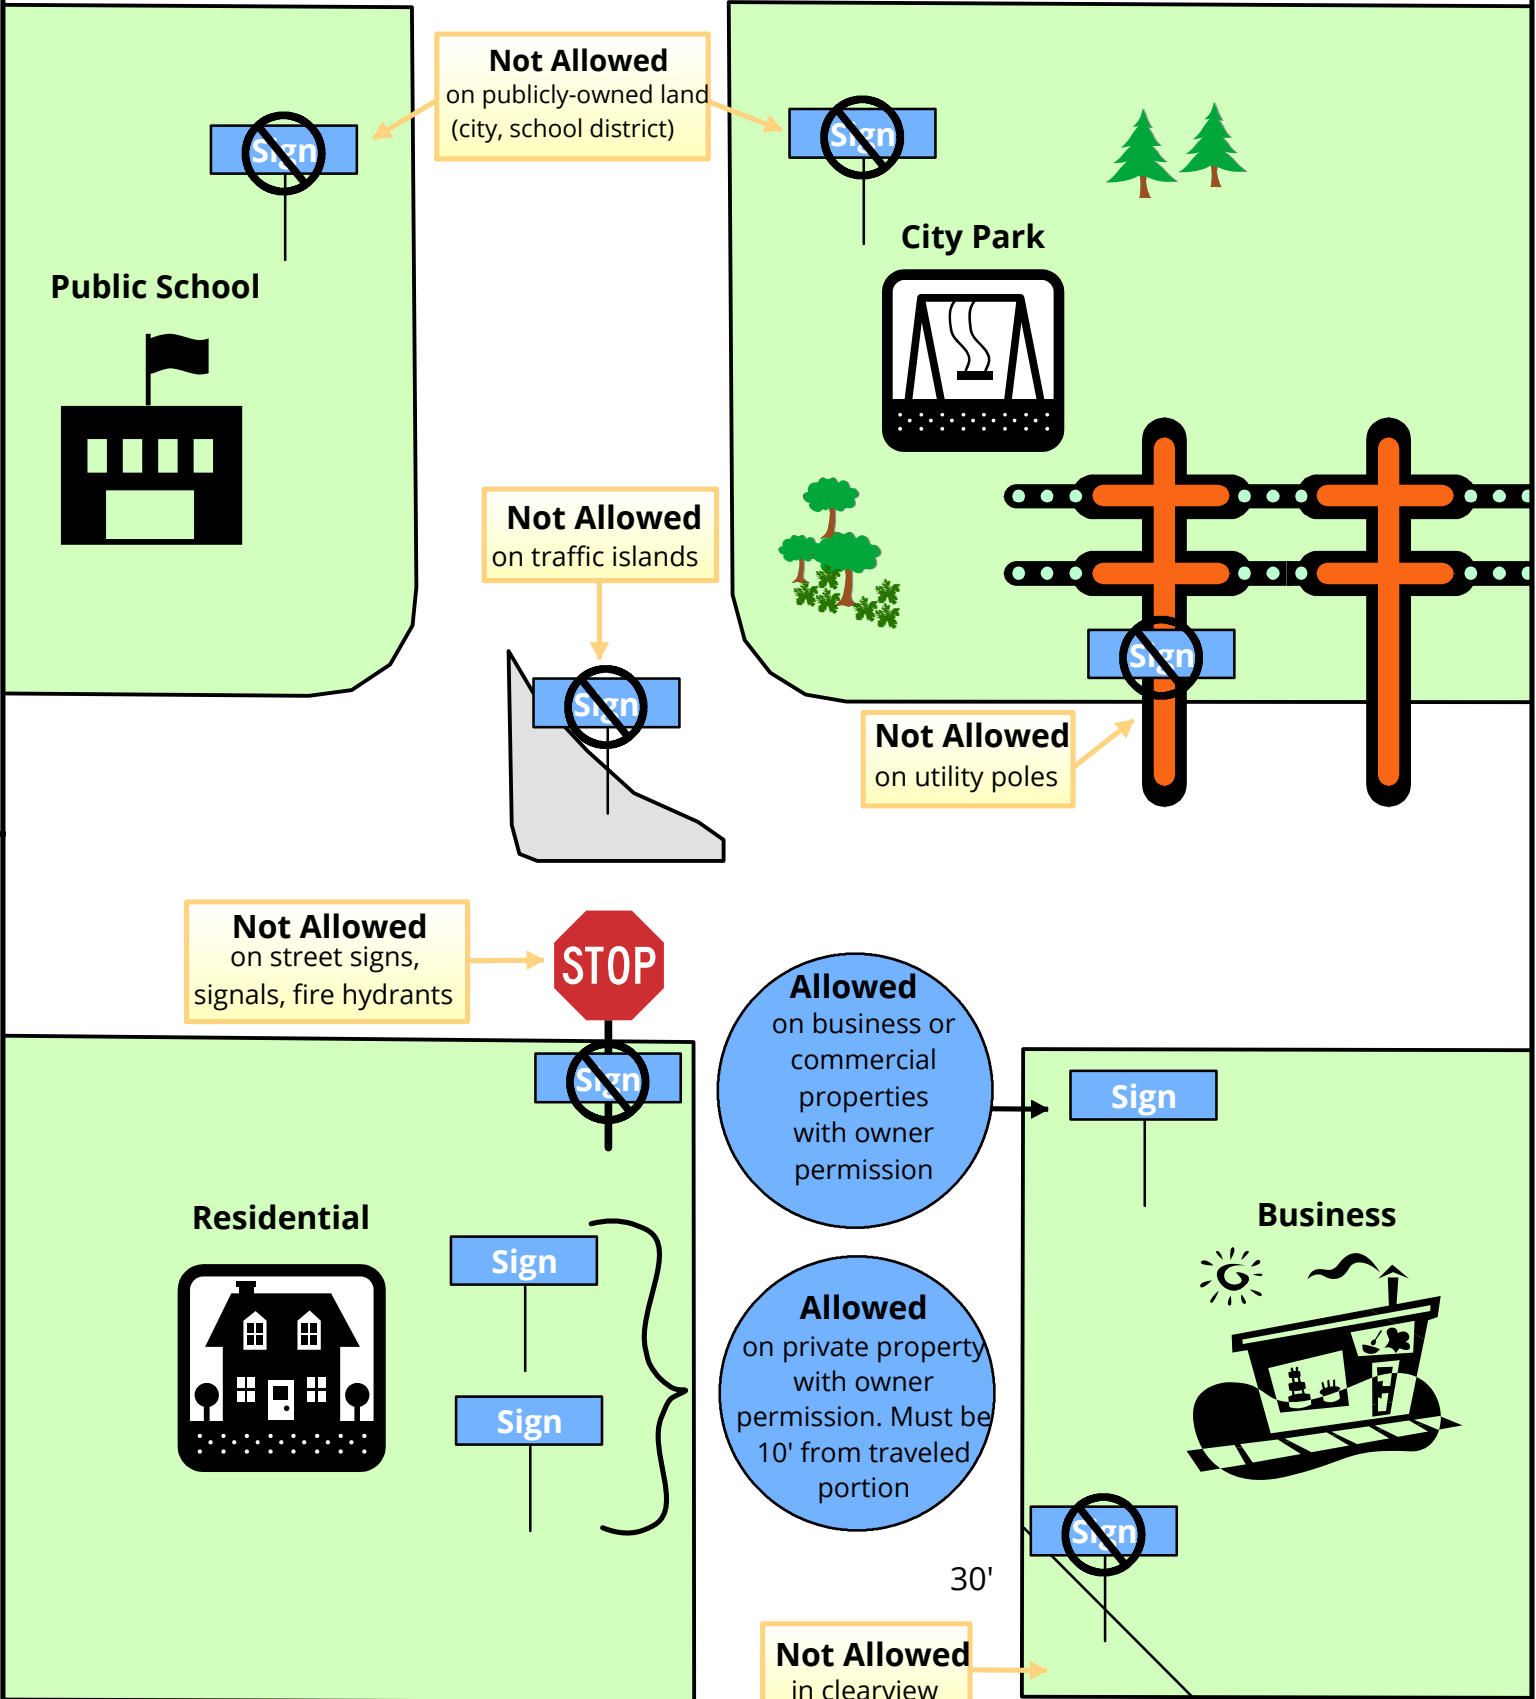 Not Allowed
on publicly-owned land
(city, school district)
Sign
Sign
City Park
Public School
Not Allowed
on traffic islands
Sign
Sign
Not Allowed
on utility poles
Not Allowed
on street signs,
signals, fire hydrants
STOP
Sign
Allowed
on business or
commercial
properties
with owner
permission
Sign
Residential
Business
Sign
Sign
Allowed
on private property
with owner
permission. Must be
10' from traveled
portion
Sign
30'
Not Allowed
in clearview